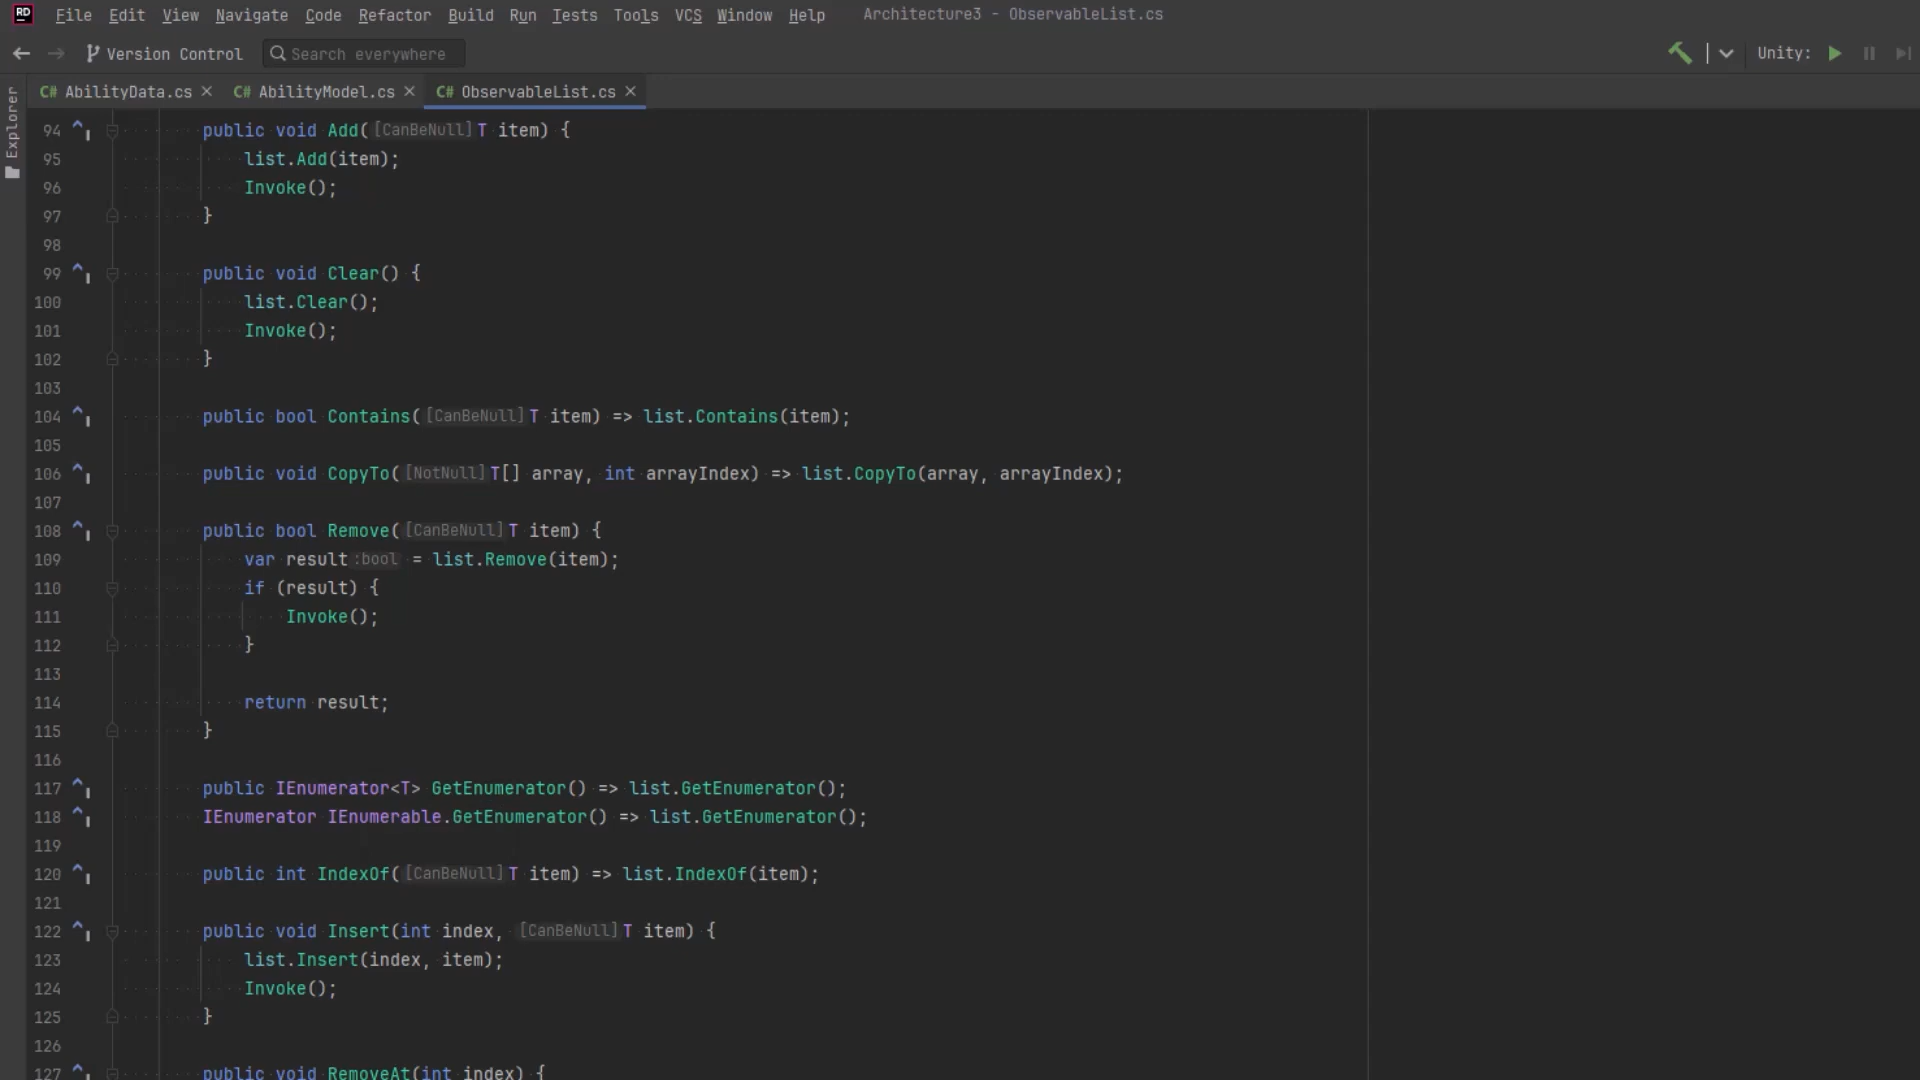 RD File Edit View Navigate Code Refactor Build Run Tests Tools VCS Window Help Architecture3 - ObservableList.cs
Version Control Search everywhere Unity:
C# AbilityData.cs C# AbilityModel.cs C# ObservableList.cs
Explorer
94 public void Add([CanBeNull]T item) {
95 list.Add(item);
96 Invoke();
97 }
98
99 public void Clear() {
100 list.Clear();
101 Invoke();
102 }
103
104 public bool Contains([CanBeNull]T item) => list.Contains(item);
105
106 public void CopyTo([NotNull]T[] array, int arrayIndex) => list.CopyTo(array, arrayIndex);
107
108 public bool Remove([CanBeNull]T item) {
109 var result:bool = list.Remove(item);
110 if (result) {
111 Invoke();
112 }
113
114 return result;
115 }
116
117 public IEnumerator<T> GetEnumerator() => list.GetEnumerator();
118 IEnumerator IEnumerable.GetEnumerator() => list.GetEnumerator();
119
120 public int IndexOf([CanBeNull]T item) => list.IndexOf(item);
121
122 public void Insert(int index, [CanBeNull]T item) {
123 list.Insert(index, item);
124 Invoke();
125 }
126
127 public void RemoveAt(int index) {